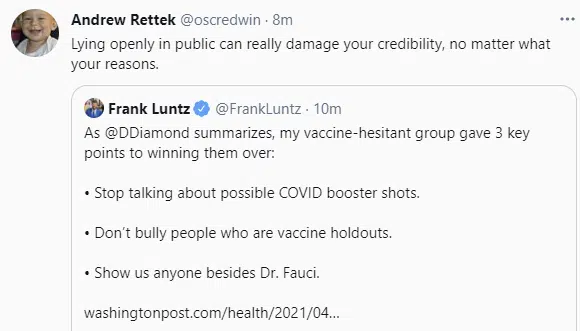 Andrew Rettek @oscredwin · 8m
Lying openly in public can really damage your credibility, no matter what
your reasons.
Frank Luntz @FrankLuntz · 10m
As @DDiamond summarizes, my vaccine-hesitant group gave 3 key
points to winning them over:
• Stop talking about possible COVID booster shots.
• Don’t bully people who are vaccine holdouts.
• Show us anyone besides Dr. Fauci.
washingtonpost.com/health/2021/04...